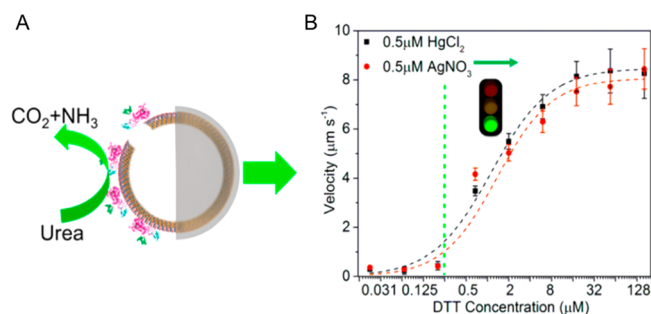 A
CO₂+NH₃
Urea
B
0.5μM HgCl₂
0.5μM AgNO₃
Velocity (μm s⁻¹)
10
8
6
4
2
0
0.031 0.125 0.5 2 8 32 128
DTT Concentration (μM)